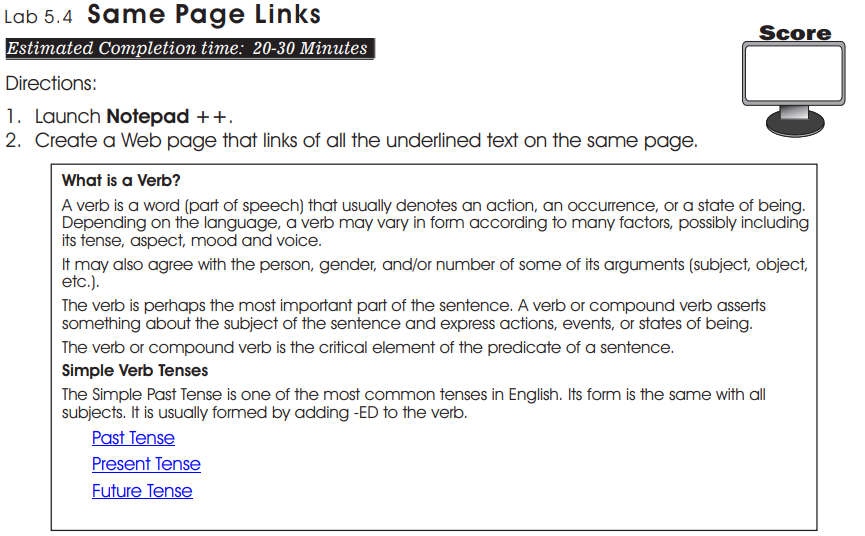 Lab 5.4 Same Page Links
Estimated Completion time: 20-30 Minutes
Score
Directions:
1. Launch Notepad ++.
2. Create a Web page that links of all the underlined text on the same page.
What is a Verb?
A verb is a word (part of speech) that usually denotes an action, an occurrence, or a state of being.
Depending on the language, a verb may vary in form according to many factors, possibly including
its tense, aspect, mood and voice.
It may also agree with the person, gender, and/or number of some of its arguments (subject, object,
etc.).
The verb is perhaps the most important part of the sentence. A verb or compound verb asserts
something about the subject of the sentence and express actions, events, or states of being.
The verb or compound verb is the critical element of the predicate of a sentence.
Simple Verb Tenses
The Simple Past Tense is one of the most common tenses in English. Its form is the same with all
subjects. It is usually formed by adding -ED to the verb.
Past Tense
Present Tense
Future Tense